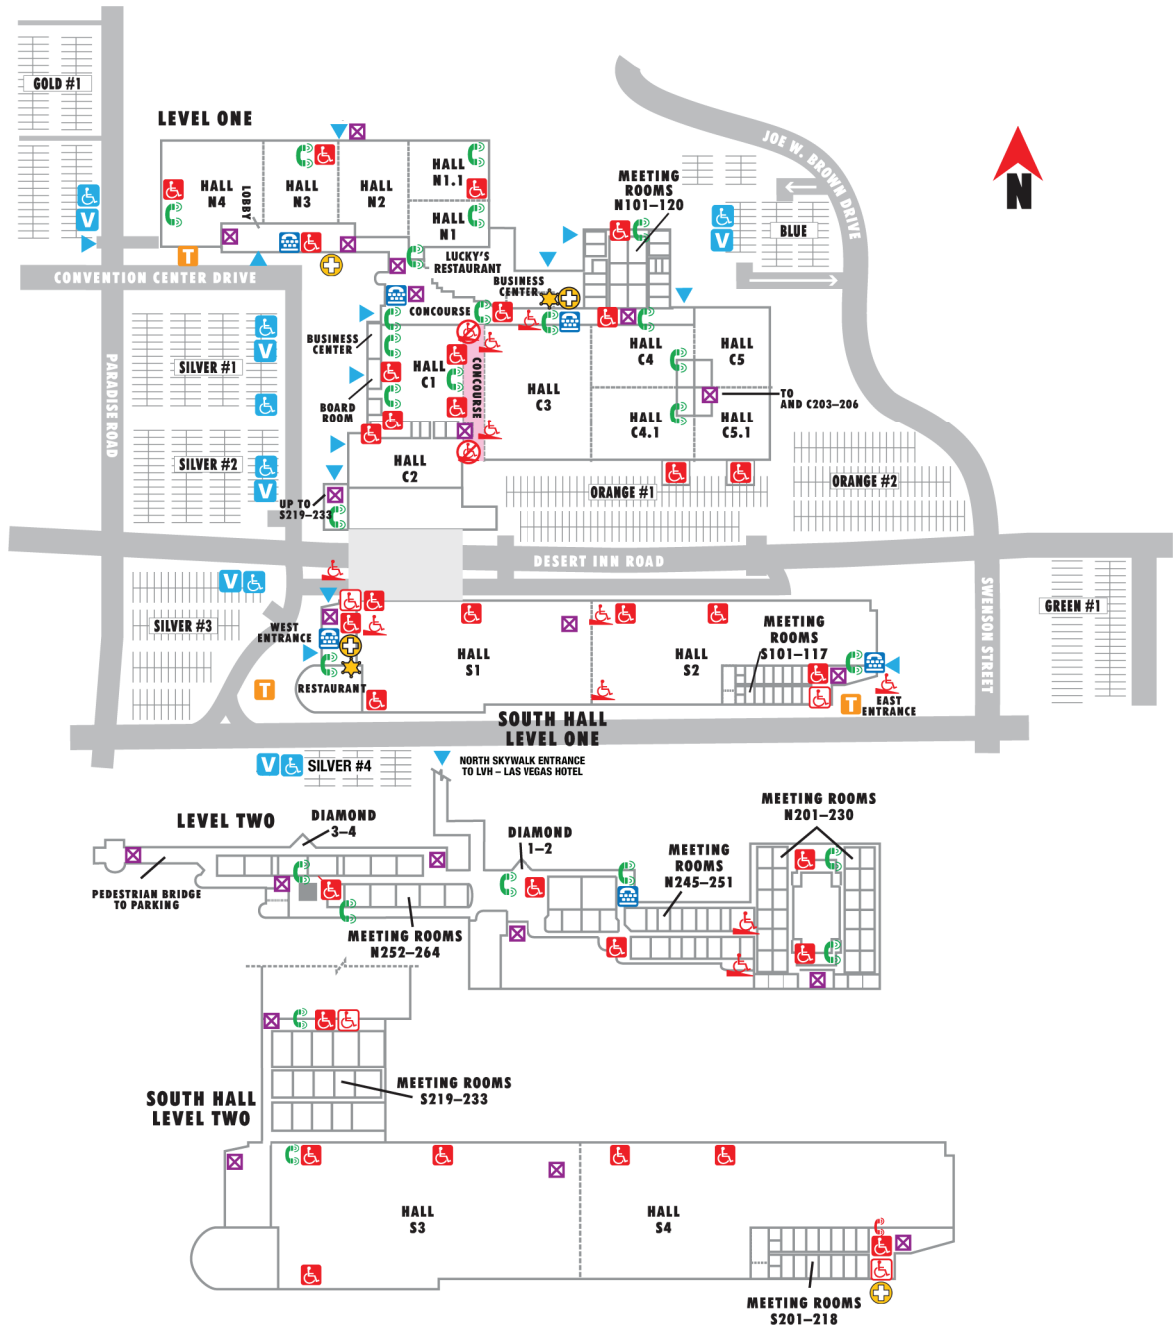 GOLD #1
LEVEL ONE
JOE W. BROWN DRIVE
N
HALL
N4
LOBBY
HALL
N3
HALL
N2
HALL
N1.1
HALL
N1
MEETING
ROOMS
N101–120
V
V
BLUE
T
CONVENTION CENTER DRIVE
LUCKY'S
RESTAURANT
BUSINESS
CENTER
CONCOURSE
BUSINESS
CENTER
PARADISE ROAD
SILVER #1
V
HALL
C1
CONCOURSE
HALL
C3
HALL
C4
HALL
C5
BOARD
ROOM
HALL
C4.1
HALL
C5.1
TO
AND C203–206
SILVER #2
V
HALL
C2
UP TO
S219–233
ORANGE #1
ORANGE #2
DESERT INN ROAD
SWENSON STREET
GREEN #1
V
SILVER #3
WEST
ENTRANCE
HALL
S1
HALL
S2
MEETING
ROOMS
S101–117
RESTAURANT
T
T
EAST
ENTRANCE
SOUTH HALL
LEVEL ONE
V
SILVER #4
NORTH SKYWALK ENTRANCE
TO LVH – LAS VEGAS HOTEL
LEVEL TWO
DIAMOND
3–4
DIAMOND
1–2
MEETING ROOMS
N201–230
MEETING
ROOMS
N245–251
PEDESTRIAN BRIDGE
TO PARKING
MEETING ROOMS
N252–264
MEETING ROOMS
S219–233
SOUTH HALL
LEVEL TWO
HALL
S3
HALL
S4
MEETING ROOMS
S201–218